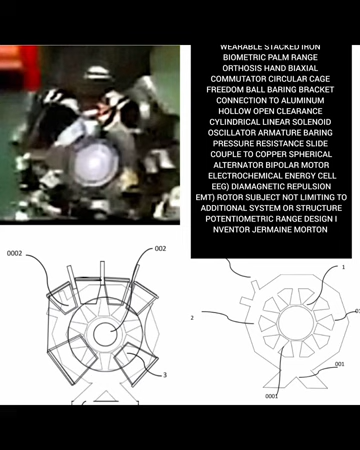 WEARABLE STACKED IRON
BIOMETRIC PALM RANGE
ORTHOSIS HAND BIAXIAL
COMMUTATOR CIRCULAR CAGE
FREEDOM BALL BARING BRACKET
CONNECTION TO ALUMINUM
HOLLOW OPEN CLEARANCE
CYLINDRICAL LINEAR SOLENOID
OSCILLATOR ARMATURE BARING
PRESSURE RESISTANCE SLIDE
COUPLE TO COPPER SPHERICAL
ALTERNATOR BIPOLAR MOTOR
ELECTROCHEMICAL ENERGY CELL
EEG) DIAMAGNETIC REPULSION
EMT) ROTOR SUBJECT NOT LIMITING TO
ADDITIONAL SYSTEM OR STRUCTURE
POTENTIOMETRIC RANGE DESIGN I
NVENTOR JERMAINE MORTON
0002
002
3
1
2
001
0001